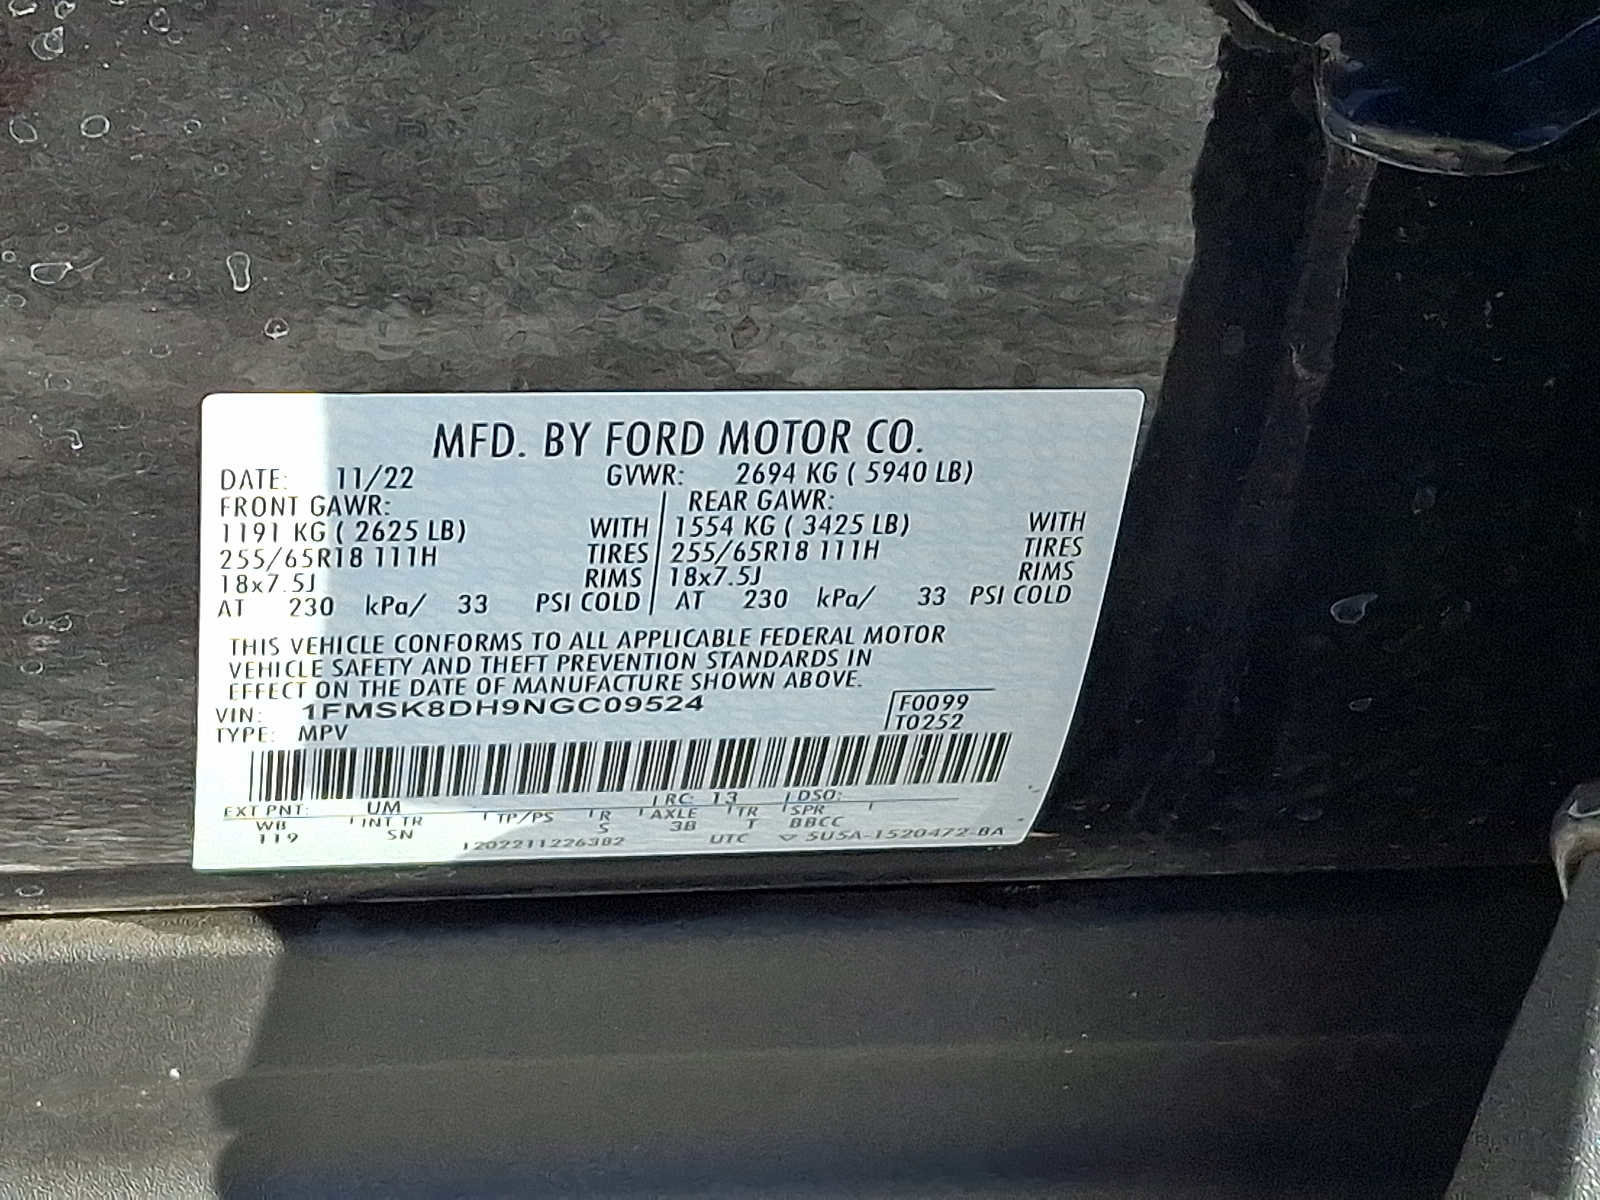 MFD. BY FORD MOTOR CO.
DATE: 11/22 GVWR: 2694 KG ( 5940 LB)
FRONT GAWR: REAR GAWR:
1191 KG ( 2625 LB) WITH 1554 KG ( 3425 LB) WITH
255/65R18 111H TIRES 255/65R18 111H TIRES
18x7.5J RIMS 18x7.5J RIMS
AT 230 kPa/ 33 PSI COLD AT 230 kPa/ 33 PSI COLD
THIS VEHICLE CONFORMS TO ALL APPLICABLE FEDERAL MOTOR
VEHICLE SAFETY AND THEFT PREVENTION STANDARDS IN
EFFECT ON THE DATE OF MANUFACTURE SHOWN ABOVE.
VIN: 1FMSK8DH9NGC09524 F0099
TYPE: MPV T0252
EXT PNT: UM RC: 13 DSO:
WB INT TR TP/PS R AXLE TR SPR
119 SN S 3B T BBCC
1202211226382 UTC 5U5A-1520472-BA